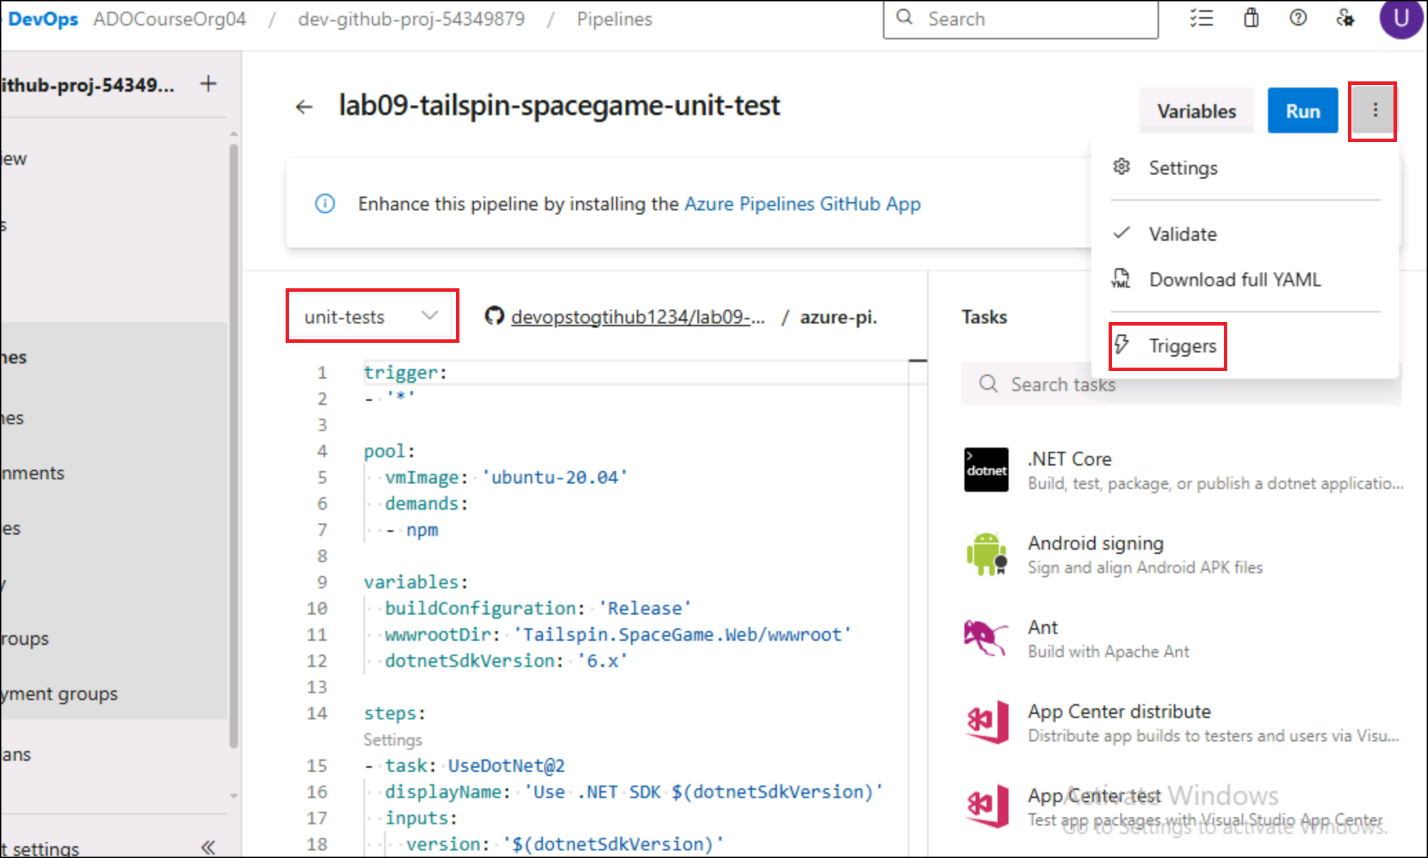 DevOps ADOCourseOrg04 / dev-github-proj-54349879 / Pipelines Search U
ithub-proj-54349... +
iew
s
nes
nes
nments
es
y
roups
yment groups
ans
t settings
lab09-tailspin-spacegame-unit-test
Variables Run
Enhance this pipeline by installing the Azure Pipelines GitHub App
Settings
Validate
YML Download full YAML
Triggers
unit-tests devopstogtihub1234/lab09-... / azure-pi.
1 trigger:
2 - '*'
3
4 pool:
5 vmImage: 'ubuntu-20.04'
6 demands:
7 - npm
8
9 variables:
10 buildConfiguration: 'Release'
11 wwwrootDir: 'Tailspin.SpaceGame.Web/wwwroot'
12 dotnetSdkVersion: '6.x'
13
14 steps:
Settings
15 - task: UseDotNet@2
16 displayName: 'Use .NET SDK $(dotnetSdkVersion)'
17 inputs:
18 version: '$(dotnetSdkVersion)'
Tasks
Search tasks
dotnet
.NET Core
Build, test, package, or publish a dotnet applicatio...
Android signing
Sign and align Android APK files
Ant
Build with Apache Ant
App Center distribute
Distribute app builds to testers and users via Visu...
App Center test
Test app packages with Visual Studio App Center
Activate Windows
Go to Settings to activate Windows.